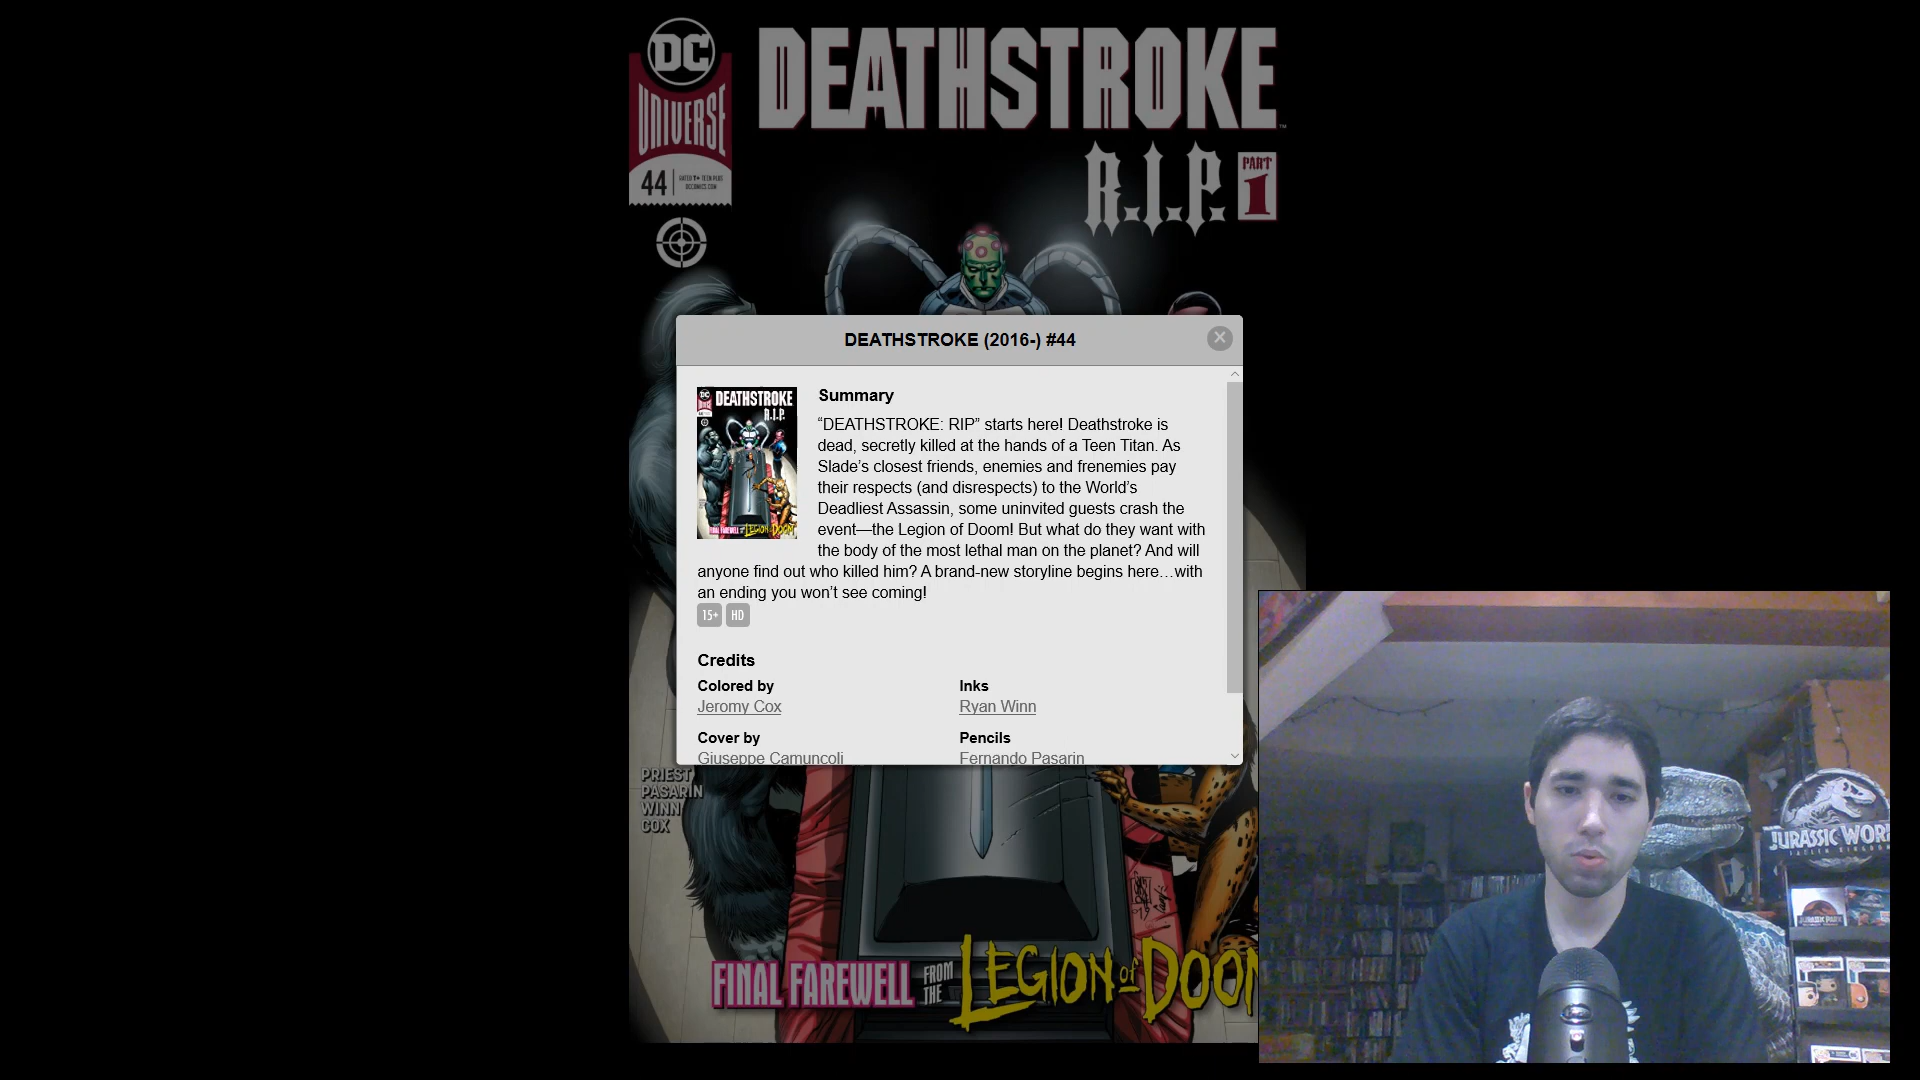 DC
UNIVERSE
44
DEATHSTROKE
R.I.P.
PART
1
DEATHSTROKE (2016-) #44
DEATHSTROKE
R.I.P.
Summary
“DEATHSTROKE: RIP” starts here! Deathstroke is
dead, secretly killed at the hands of a Teen Titan. As
Slade’s closest friends, enemies and frenemies pay
their respects (and disrespects) to the World’s
Deadliest Assassin, some uninvited guests crash the
event—the Legion of Doom! But what do they want with
the body of the most lethal man on the planet? And will
anyone find out who killed him? A brand-new storyline begins here…with
an ending you won’t see coming!
15+ HD
Credits
Colored by
Jeromy Cox
Inks
Ryan Winn
Cover by
Giuseppe Camuncoli
Pencils
Fernando Pasarin
PRIEST
PASARIN
WINN
COX
FINAL FAREWELL FROM THE LEGION of DOOM
JURASSIC WORL
FALLEN KINGDOM
JURASSIC PARK